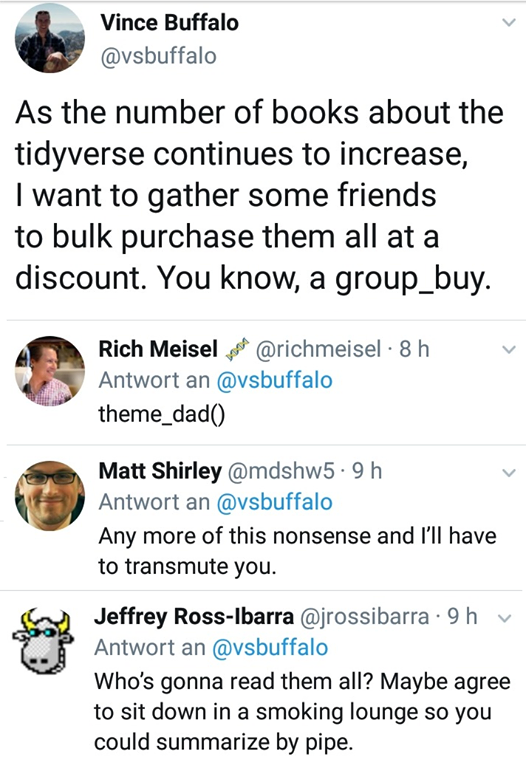 Vince Buffalo
@vsbuffalo
As the number of books about the
tidyverse continues to increase,
I want to gather some friends
to bulk purchase them all at a
discount. You know, a group_buy.
Rich Meisel 🧬 @richmeisel · 8 h
Antwort an @vsbuffalo
theme_dad()
Matt Shirley @mdshw5 · 9 h
Antwort an @vsbuffalo
Any more of this nonsense and I’ll have
to transmute you.
Jeffrey Ross-Ibarra @jrossibarra · 9 h
Antwort an @vsbuffalo
Who’s gonna read them all? Maybe agree
to sit down in a smoking lounge so you
could summarize by pipe.